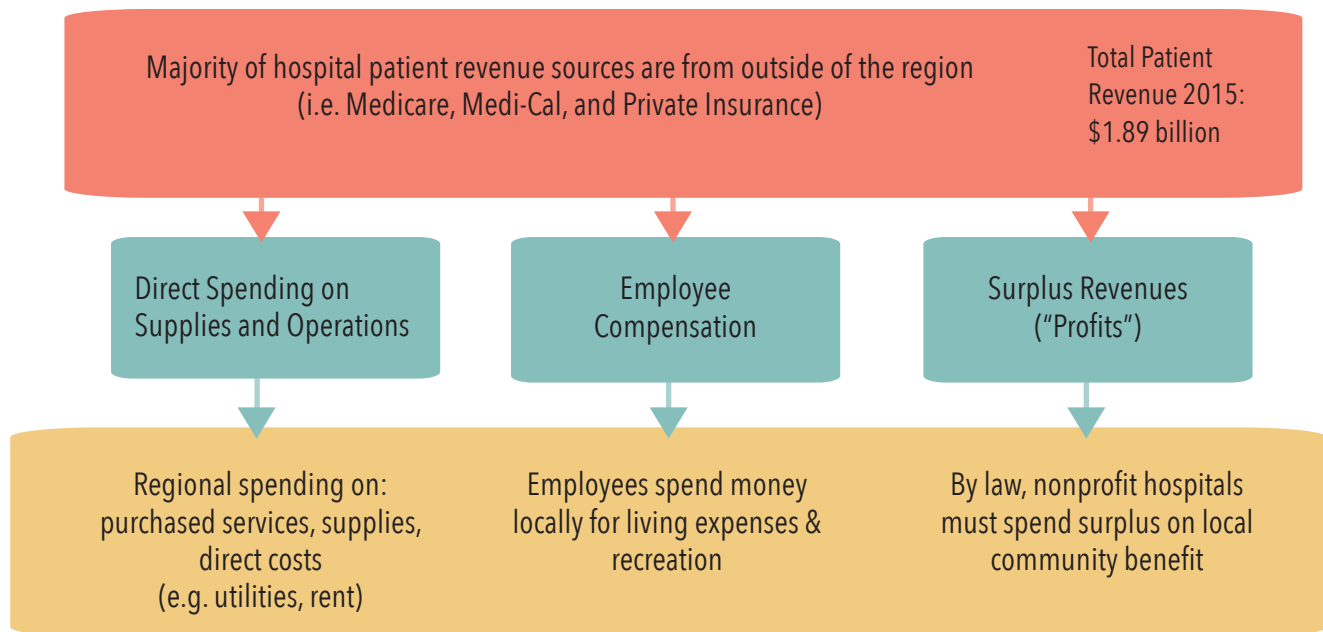 Majority of hospital patient revenue sources are from outside of the region
(i.e. Medicare, Medi-Cal, and Private Insurance)
Total Patient
Revenue 2015:
$1.89 billion
Direct Spending on
Supplies and Operations
Employee
Compensation
Surplus Revenues
(“Profits”)
Regional spending on:
purchased services, supplies,
direct costs
(e.g. utilities, rent)
Employees spend money
locally for living expenses &
recreation
By law, nonprofit hospitals
must spend surplus on local
community benefit